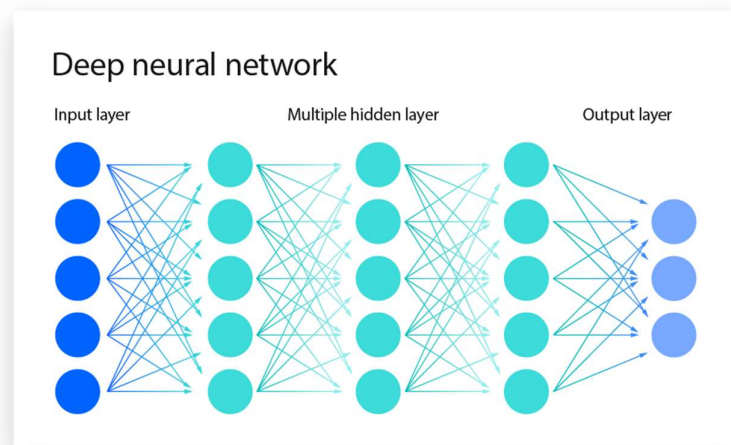 Deep neural network
Input layer
Multiple hidden layer
Output layer